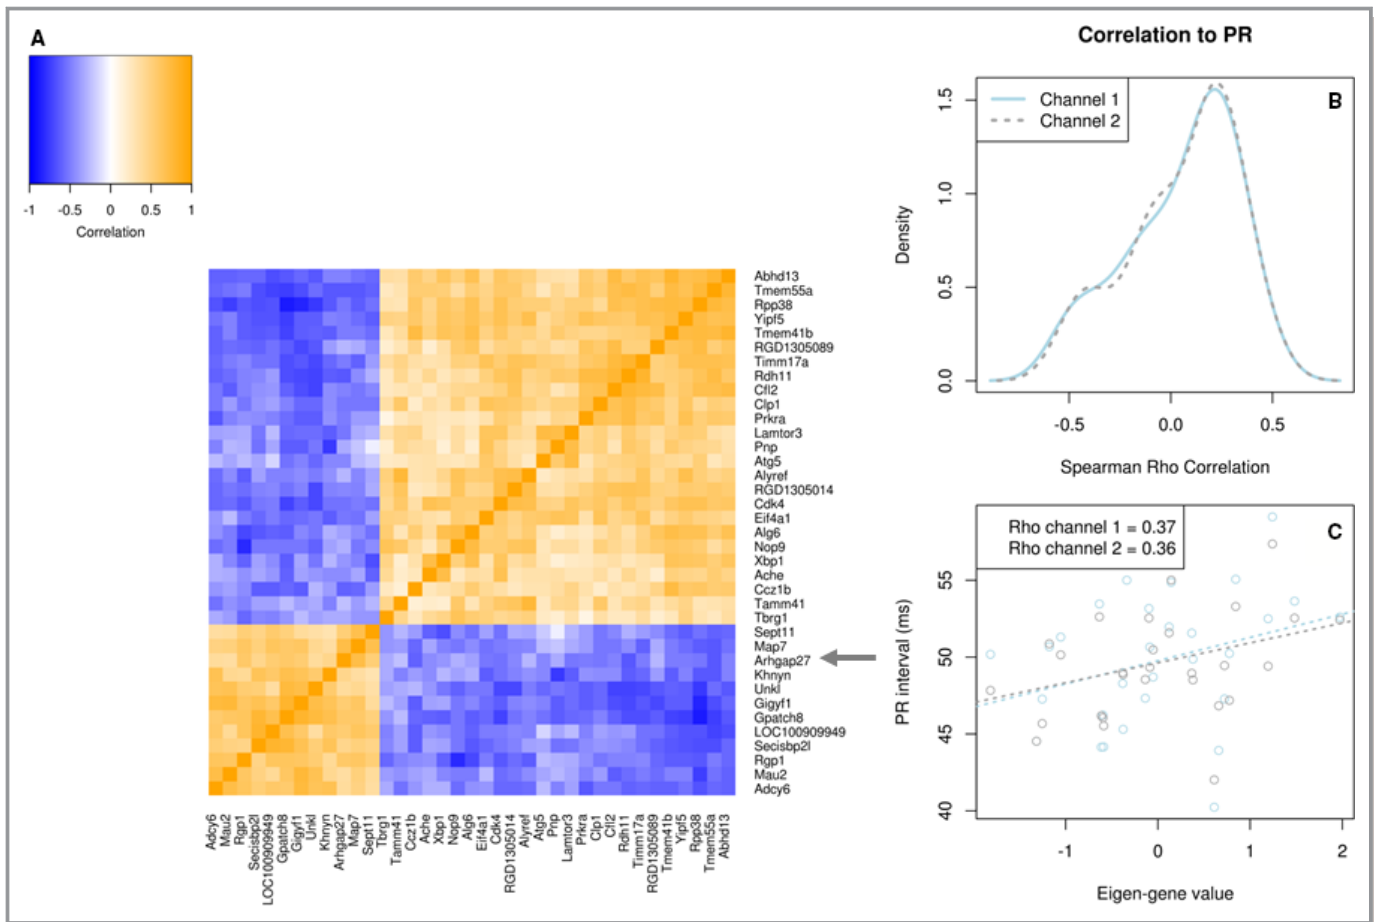 A
-1 -0.5 0 0.5 1
Correlation
Abhd13
Tmem55a
Rpp38
Yipf5
Tmem41b
RGD1305089
Timm17a
Rdh11
Cfl2
Clp1
Prkra
Lamtor3
Pnp
Atg5
Alyref
RGD1305014
Cdk4
Eif4a1
Alg6
Nop9
Xbp1
Ache
Ccz1b
Tamm41
Tbrg1
Sept11
Map7
Arhgap27
Khnyn
Unkl
Gigyf1
Gpatch8
LOC100909949
Secisbp2l
Rgp1
Mau2
Adcy6
Adcy6
Mau2
Rgp1
Secisbp2l
LOC100909949
Gpatch8
Gigyf1
Unkl
Khnyn
Arhgap27
Map7
Sept11
Tbrg1
Tamm41
Ccz1b
Ache
Xbp1
Nop9
Alg6
Eif4a1
Cdk4
RGD1305014
Alyref
Atg5
Pnp
Lamtor3
Prkra
Clp1
Cfl2
Rdh11
Timm17a
RGD1305089
Tmem41b
Yipf5
Rpp38
Tmem55a
Abhd13
Correlation to PR
B
Channel 1
Channel 2
Density
1.5
1.0
0.5
0.0
-0.5 0.0 0.5
Spearman Rho Correlation
C
Rho channel 1 = 0.37
Rho channel 2 = 0.36
PR interval (ms)
55
50
45
40
-1 0 1 2
Eigen-gene value